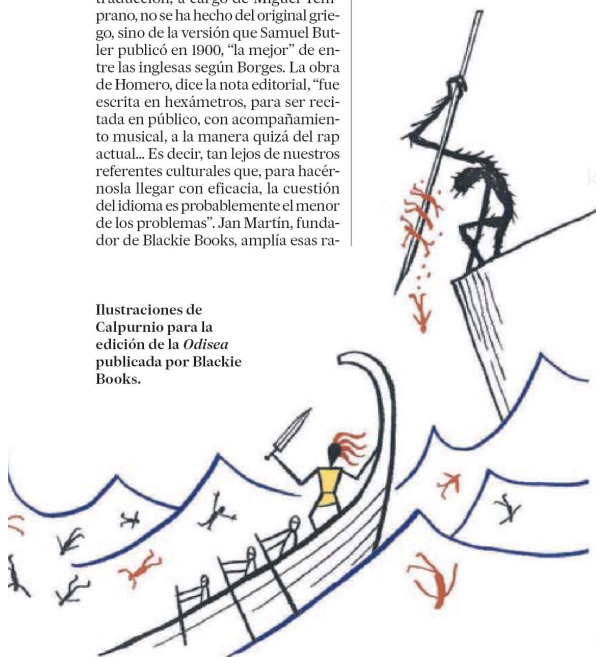 traducción, a cargo de Miguel Tem-
prano, no se ha hecho del original grie-
go, sino de la versión que Samuel But-
ler publicó en 1900, “la mejor” de en-
tre las inglesas según Borges. La obra
de Homero, dice la nota editorial, “fue
escrita en hexámetros, para ser reci-
tada en público, con acompañamien-
to musical, a la manera quizá del rap
actual... Es decir, tan lejos de nuestros
referentes culturales que, para hacér-
nosla llegar con eficacia, la cuestión
del idioma es probablemente el menor
de los problemas”. Jan Martín, funda-
dor de Blackie Books, amplía esas ra-
Ilustraciones de
Calpurnio para la
edición de la Odisea
publicada por Blackie
Books.